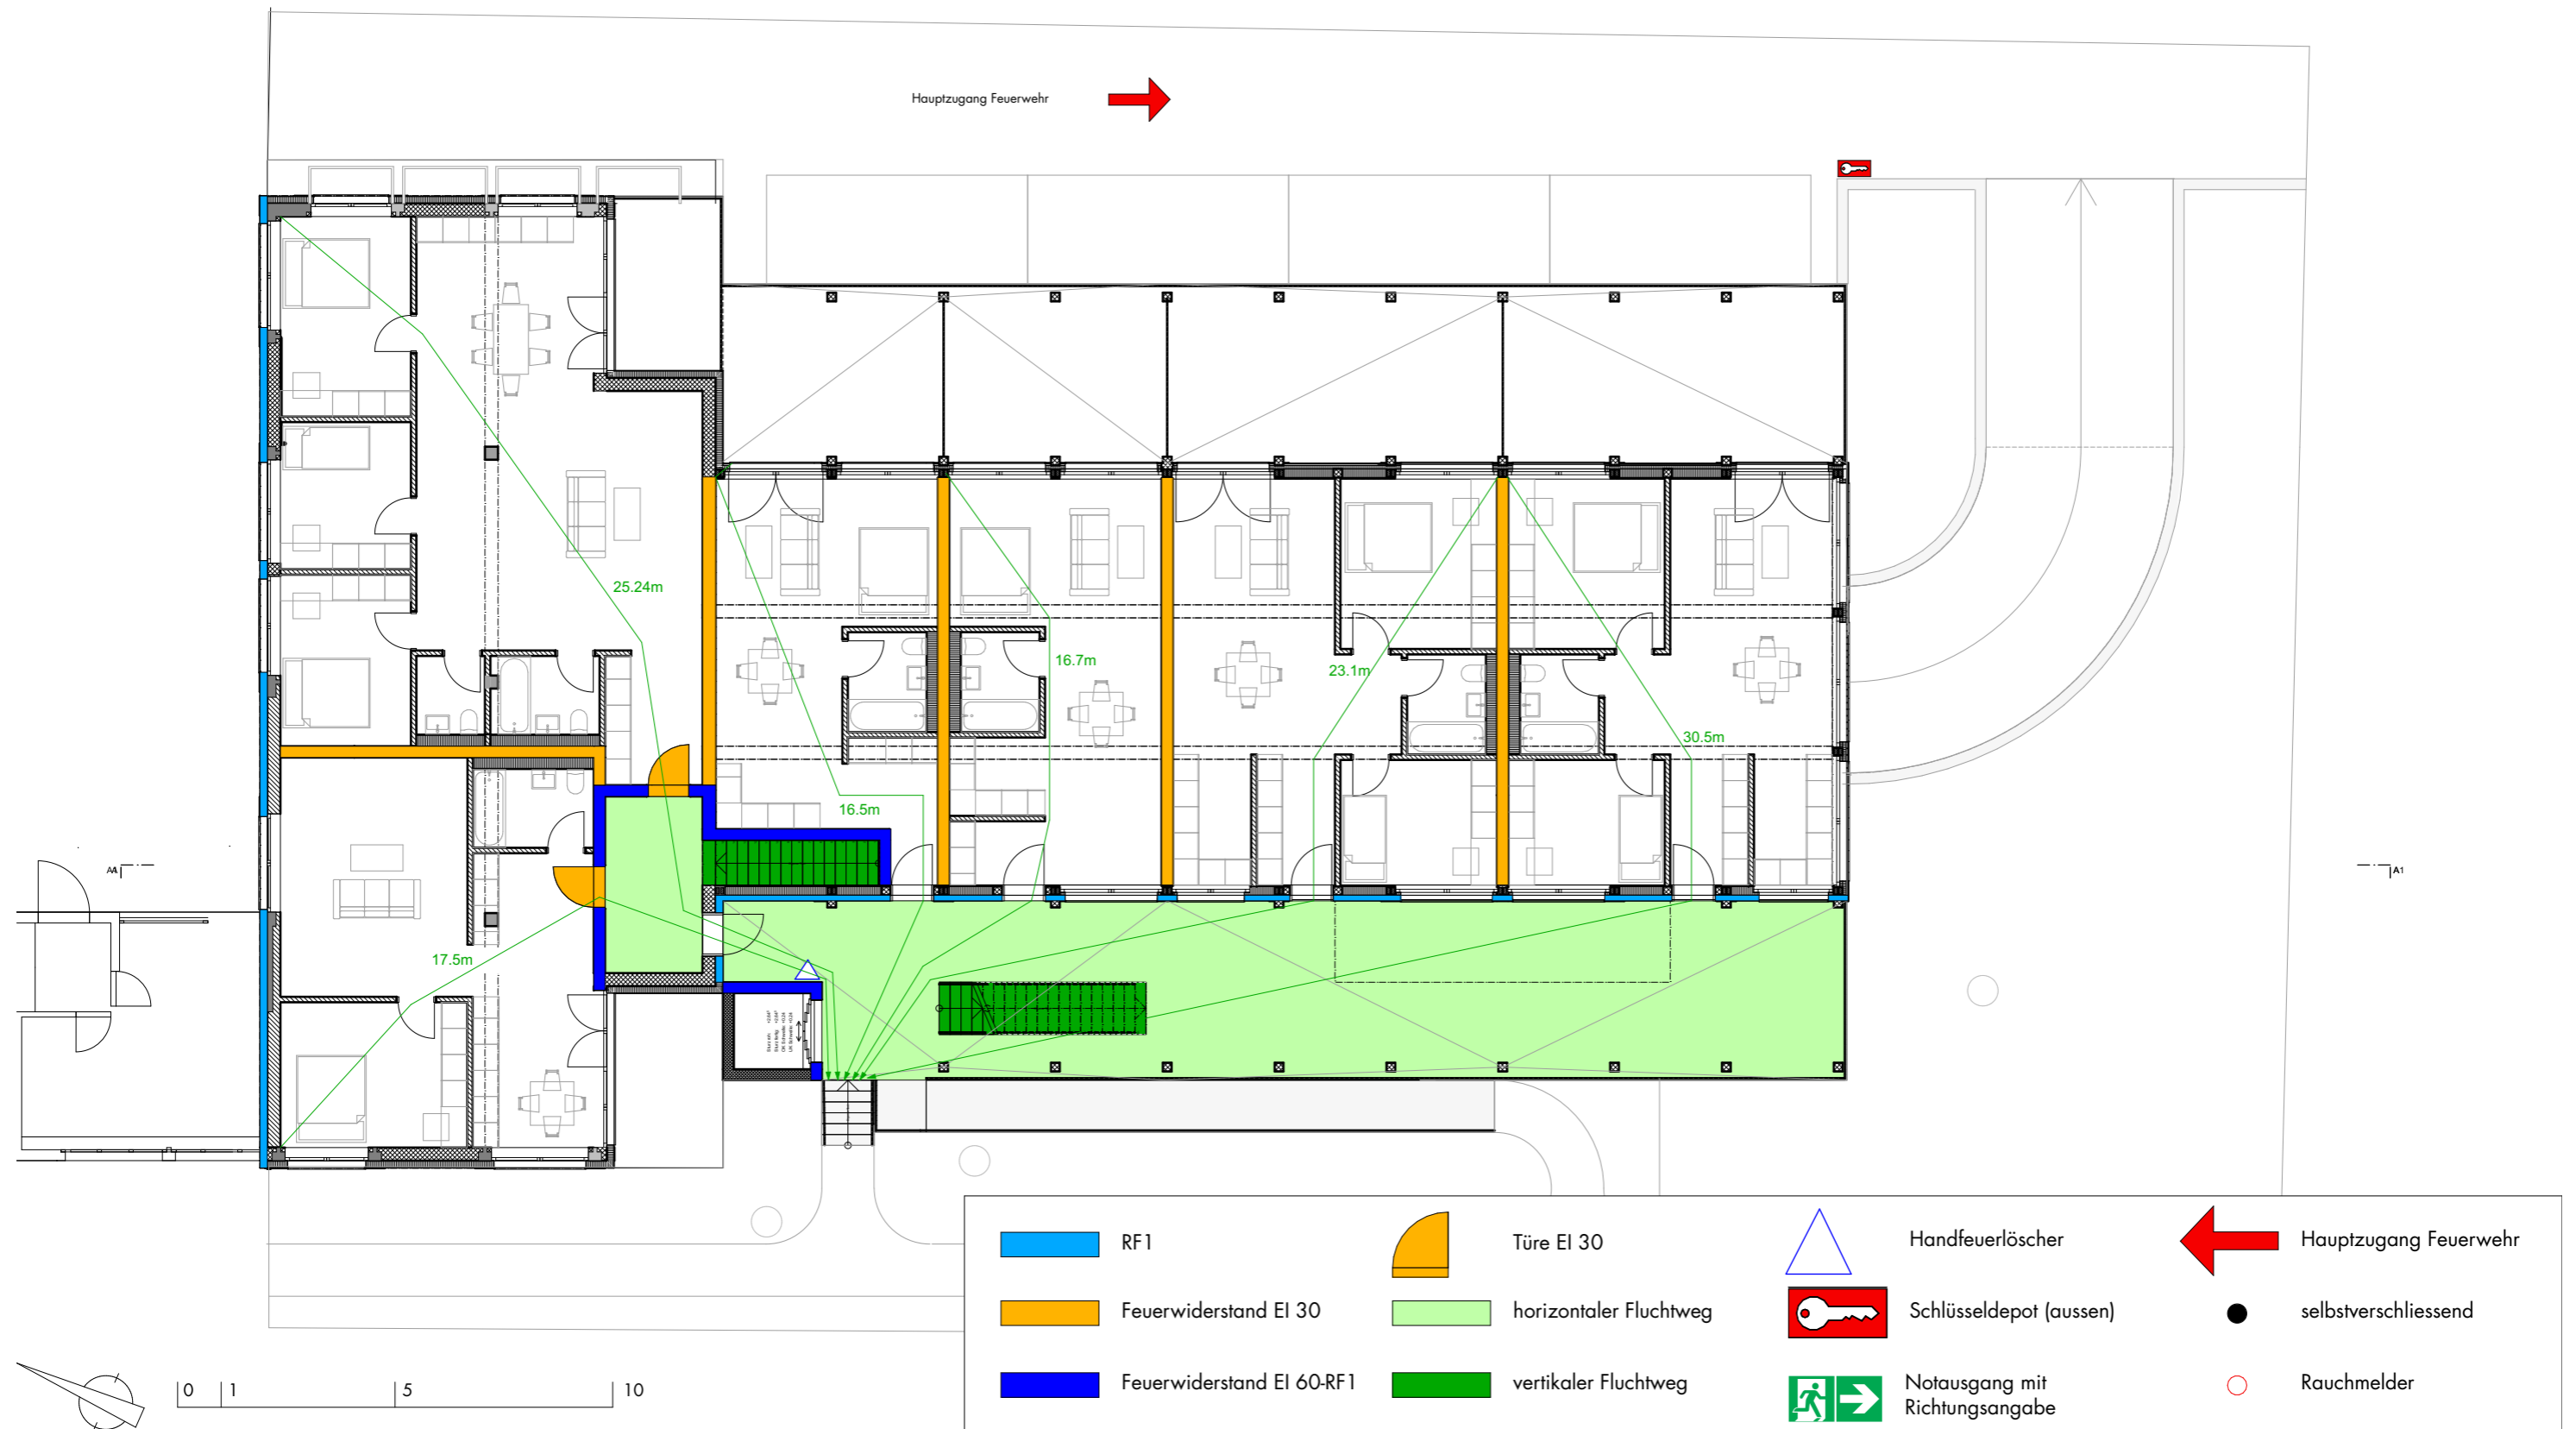 Hauptzugang Feuerwehr
25.24m
16.7m
23.1m
30.5m
16.5m
17.5m
A1
RF1
Türe EI 30
Handfeuerlöscher
Hauptzugang Feuerwehr
Feuerwiderstand EI 30
horizontaler Fluchtweg
Schlüsseldepot (aussen)
selbstverschliessend
Feuerwiderstand EI 60-RF1
vertikaler Fluchtweg
Notausgang mit
Richtungsangabe
Rauchmelder
0 1 5 10